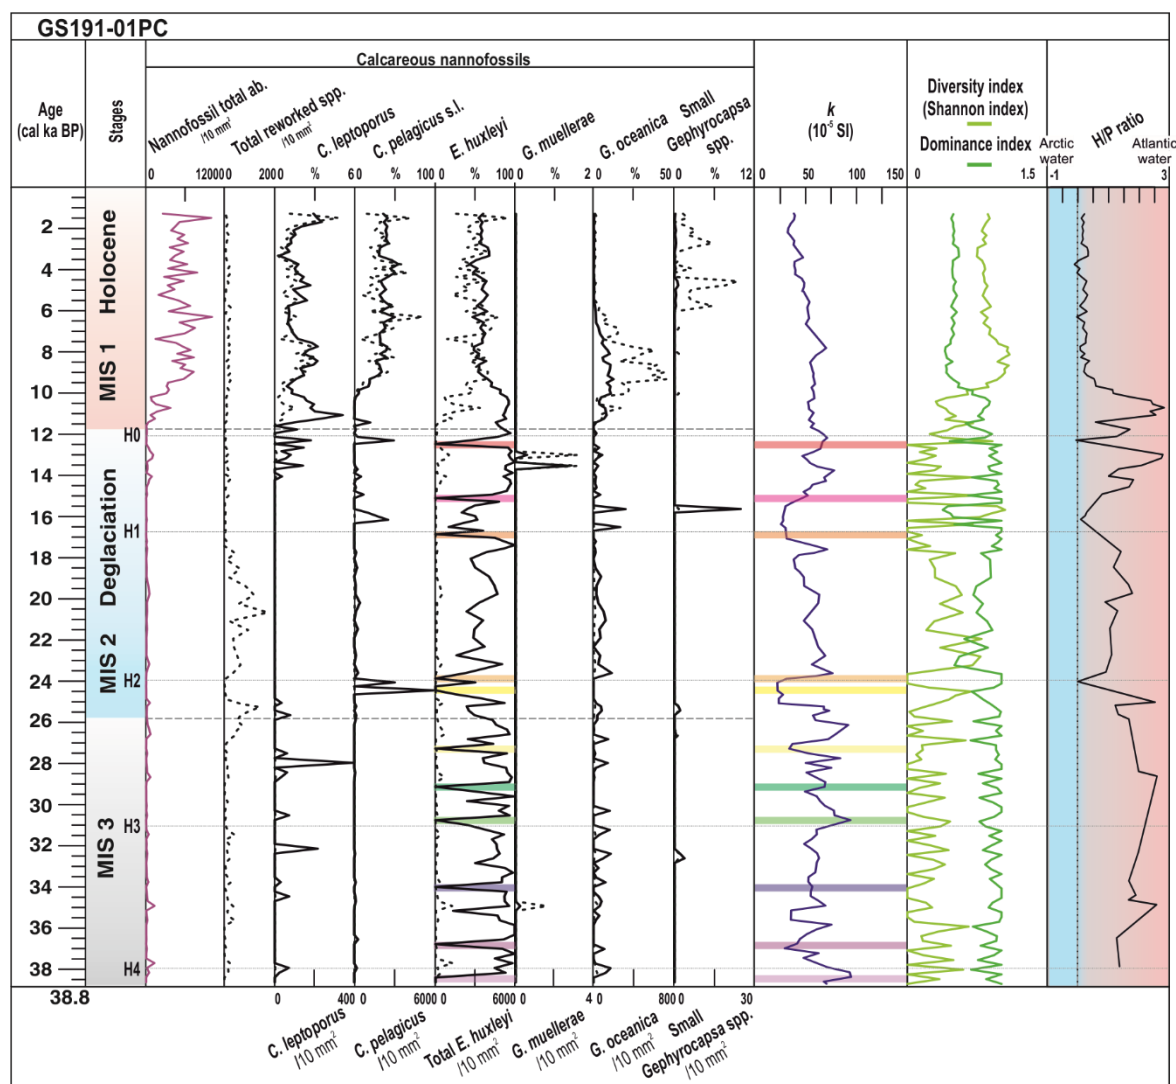 GS191-01PC
Calcareous nannofossils
Age
(cal ka BP)
Stages
Nannofossil total ab.
/10 mm²
Total reworked spp.
/10 mm²
C. leptoporus
C. pelagicus s.l.
E. huxleyi
G. muellerae
G. oceanica
Small
Gephyrocapsa
spp.
k
(10⁻⁵ SI)
Diversity index
(Shannon index)
Dominance index
H/P ratio
Arctic
water
Atlantic
water
0 120000 2000 % 60 % 100 0 % 100 0 % 2 0 % 50 0 % 12
0 50 100 150
0 1.5
-1 3
2
4
6
8
10
12
14
16
18
20
22
24
26
28
30
32
34
36
38
38.8
Holocene
MIS 1
Deglaciation
MIS 2
MIS 3
H0
H1
H2
H3
H4
0 400 0 6000 0 6000 0 4 0 800 0 30
C. leptoporus
/10 mm²
C. pelagicus
/10 mm²
Total E. huxleyi
/10 mm²
G. muellerae
/10 mm²
G. oceanica
/10 mm²
Small
Gephyrocapsa spp.
/10 mm²